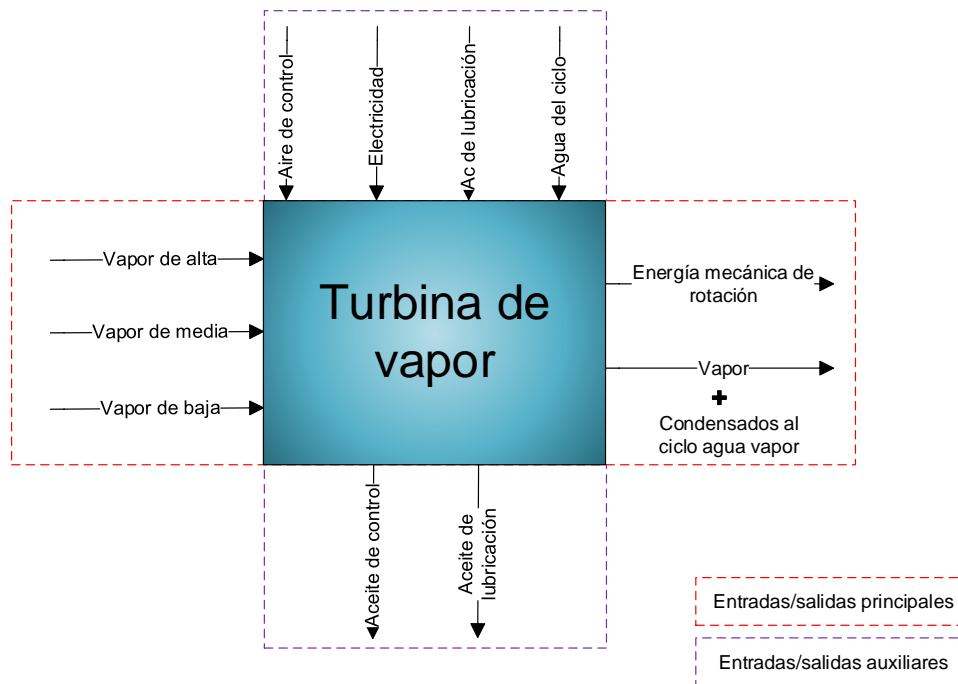 Aire de control
Electricidad
Ac de lubricación
Agua del ciclo
Vapor de alta
Vapor de media
Vapor de baja
Turbina de
vapor
Energía mecánica de
rotación
Vapor
Condensados al
ciclo agua vapor
Aceite de control
Aceite de
lubricación
Entradas/salidas principales
Entradas/salidas auxiliares